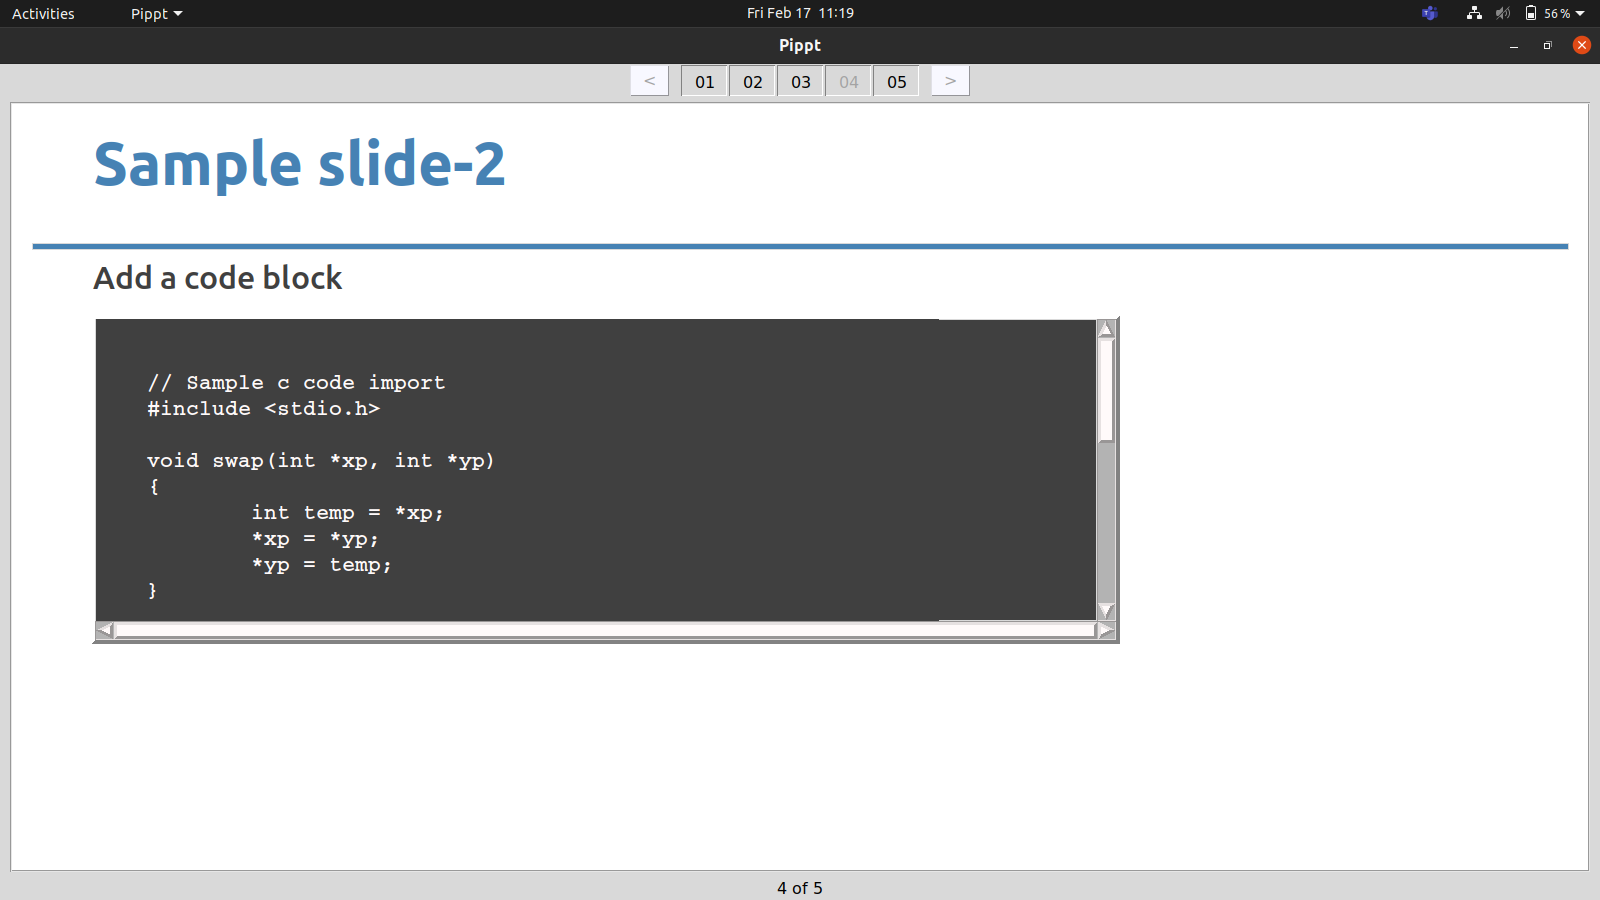 Activities Pippt Fri Feb 17 11:19 56%
Pippt
< 01 02 03 04 05 >
Sample slide-2
Add a code block
// Sample c code import
#include <stdio.h>
void swap(int *xp, int *yp)
{
int temp = *xp;
*xp = *yp;
*yp = temp;
}
4 of 5